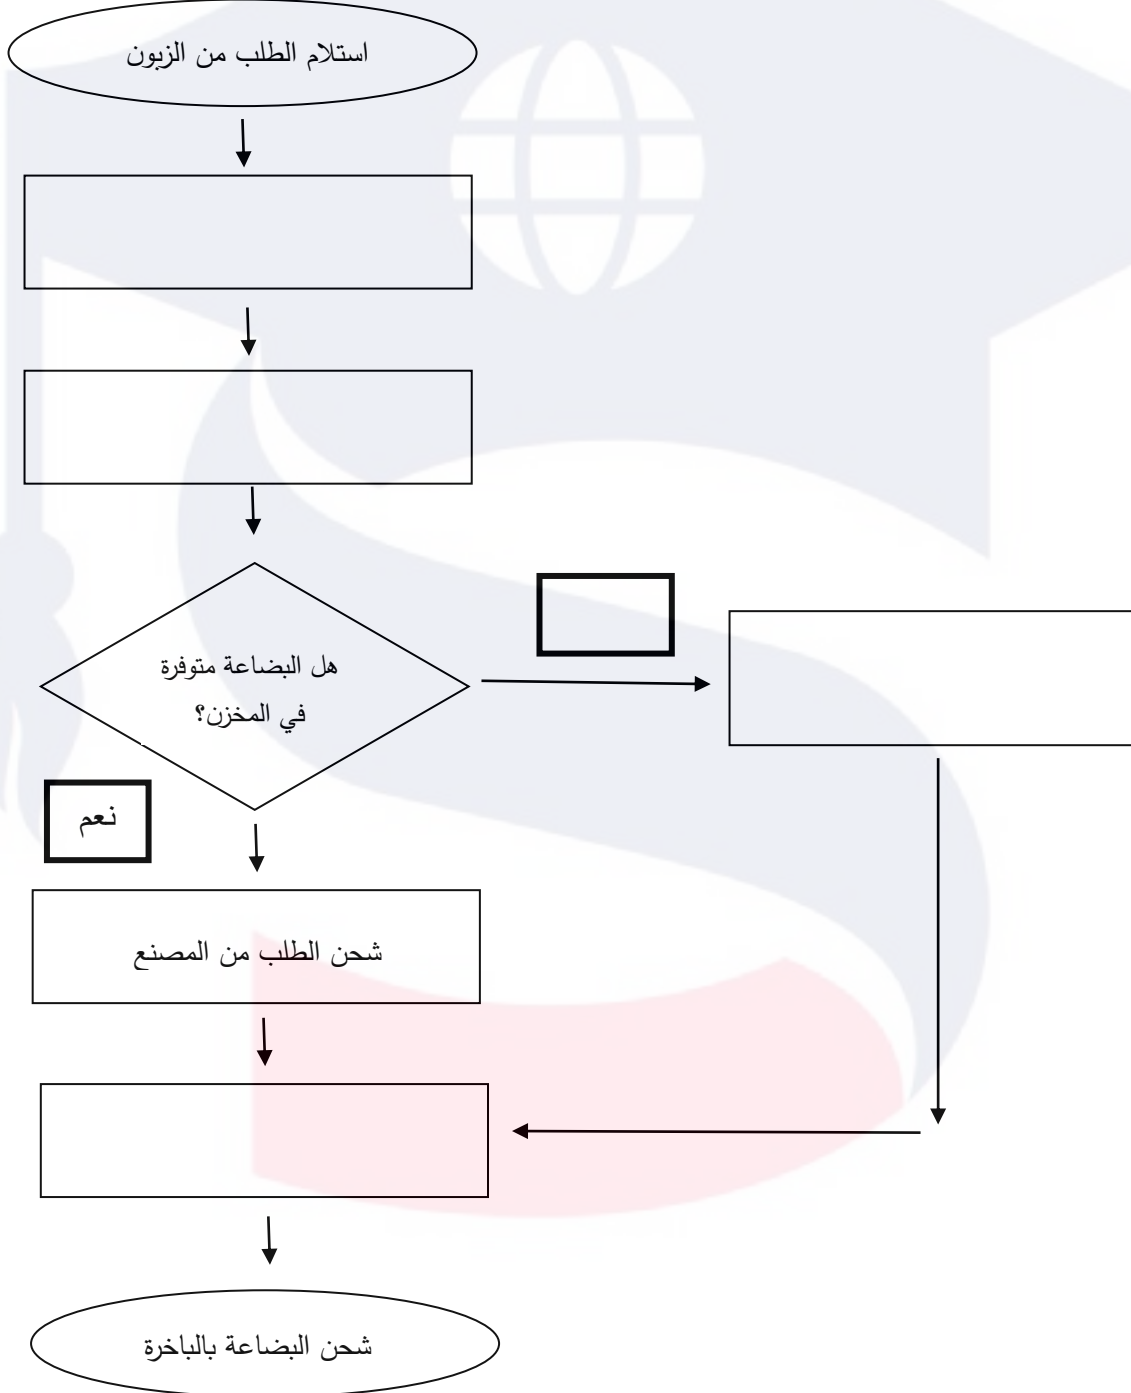 استلام الطلب من الزبون
هل البضاعة متوفرة
في المخزن؟
نعم
شحن الطلب من المصنع
شحن البضاعة بالباخرة